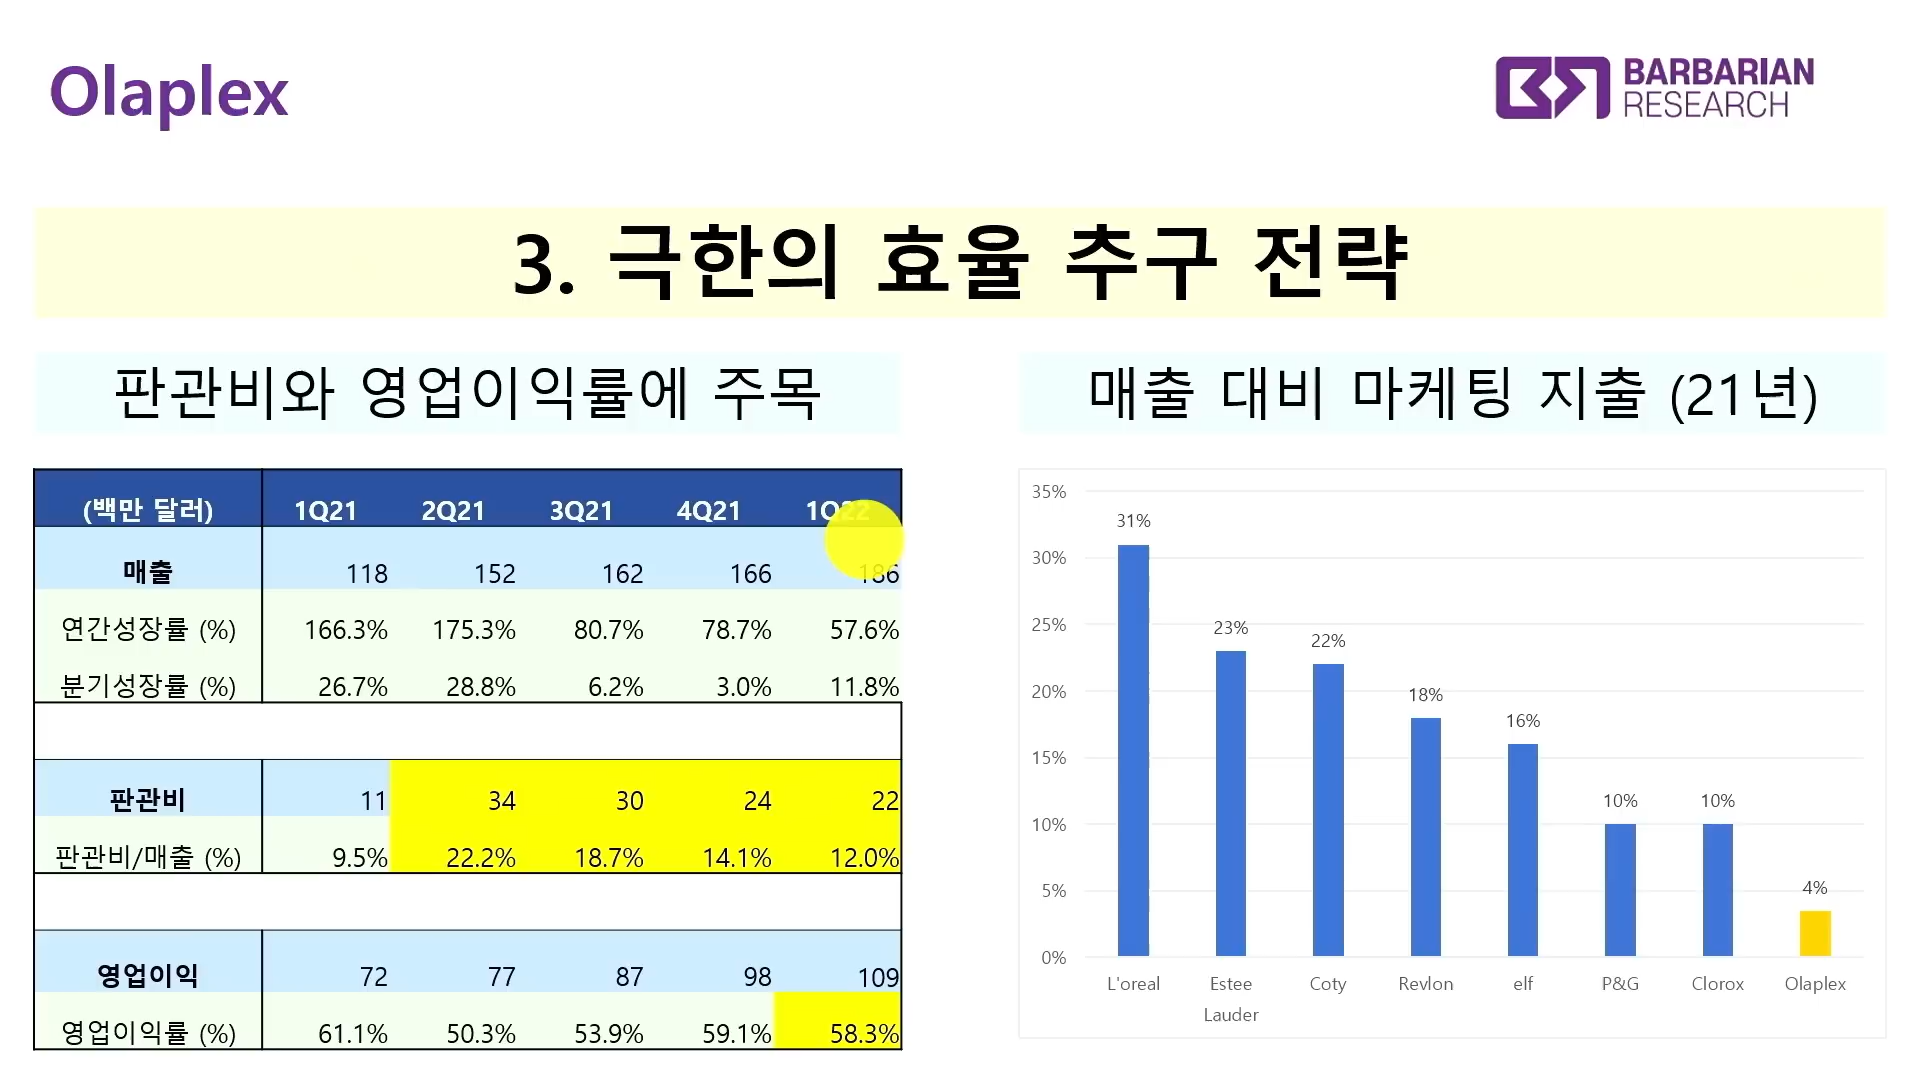 Olaplex
BARBARIAN
RESEARCH
3. 극한의 효율 추구 전략
판관비와 영업이익률에 주목
(백만 달러) 1Q21 2Q21 3Q21 4Q21 1Q22
매출 118 152 162 166 186
연간성장률 (%) 166.3% 175.3% 80.7% 78.7% 57.6%
분기성장률 (%) 26.7% 28.8% 6.2% 3.0% 11.8%
판관비 11 34 30 24 22
판관비/매출 (%) 9.5% 22.2% 18.7% 14.1% 12.0%
영업이익 72 77 87 98 109
영업이익률 (%) 61.1% 50.3% 53.9% 59.1% 58.3%
매출 대비 마케팅 지출 (21년)
35%
30%
25%
20%
15%
10%
5%
0%
31%
23%
22%
18%
16%
10%
10%
4%
L'oreal
Estee
Lauder
Coty
Revlon
elf
P&G
Clorox
Olaplex